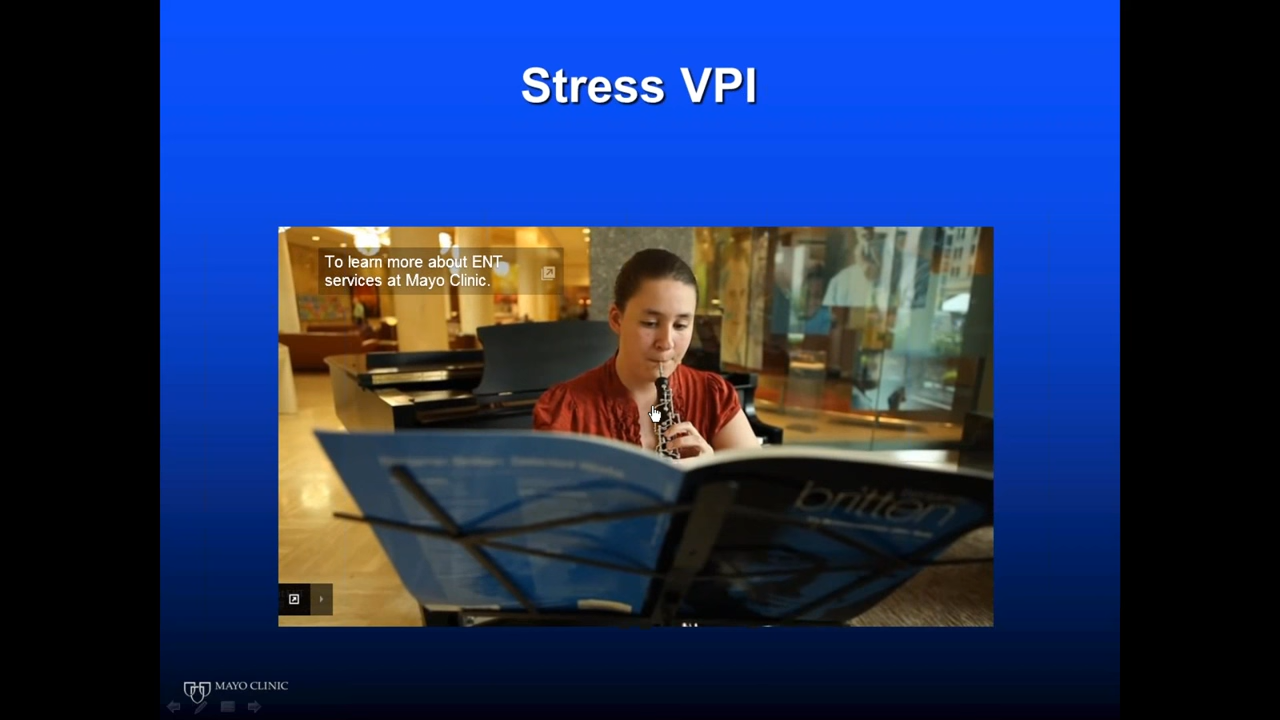 Stress VPI
To learn more about ENT
services at Mayo Clinic.
britten
MAYO CLINIC